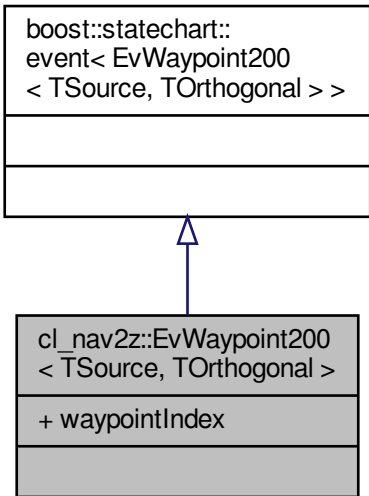 boost::statechart::
event< EvWaypoint200
< TSource, TOrthogonal > >
cl_nav2z::EvWaypoint200
< TSource, TOrthogonal >
+ waypointIndex